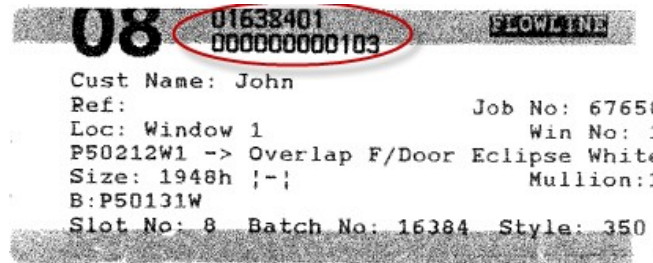 08
01638401
000000000103
FLOWLINE
Cust Name: John
Ref:
Job No: 67658
Loc: Window 1
Win No:
P50212W1 -> Overlap F/Door Eclipse White
Size: 1948h ¦-¦
Mullion:1
B:P50131W
Slot No: 8 Batch No: 16384 Style: 350